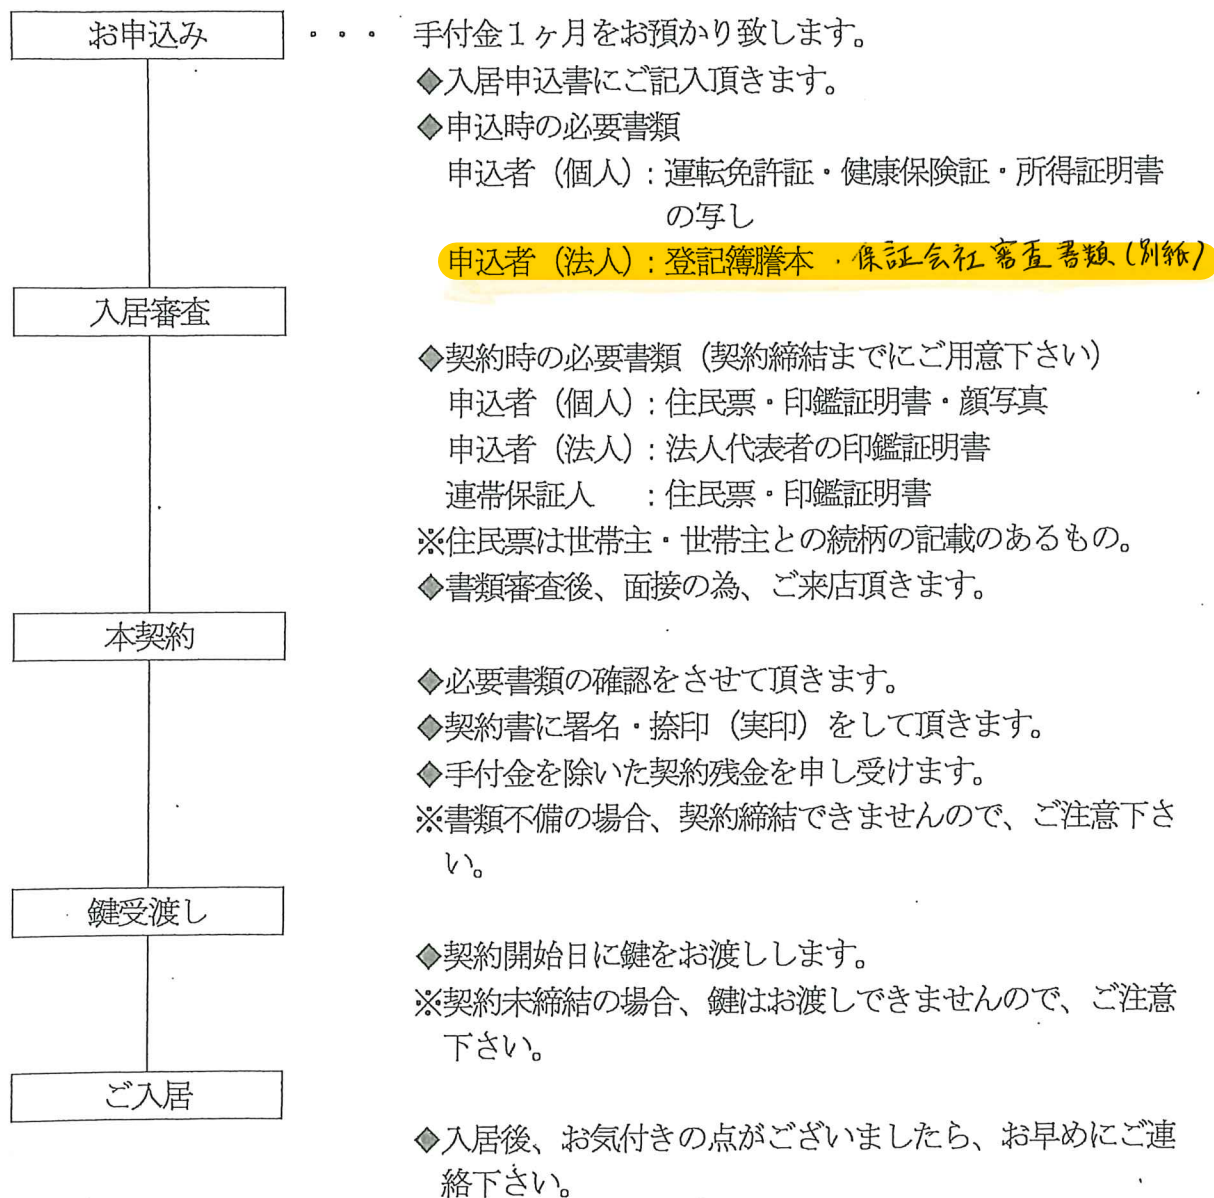 お申込み ・・・ 手付金１ヶ月をお預かり致します。
◆入居申込書にご記入頂きます。
◆申込時の必要書類
申込者（個人）：運転免許証・健康保険証・所得証明書
の写し
申込者（法人）：登記簿謄本 ・保証会社審査書類（別紙）
入居審査
◆契約時の必要書類（契約締結までにご用意下さい）
申込者（個人）：住民票・印鑑証明書・顔写真
申込者（法人）：法人代表者の印鑑証明書
連帯保証人　：住民票・印鑑証明書
※住民票は世帯主・世帯主との続柄の記載のあるもの。
◆書類審査後、面接の為、ご来店頂きます。
本契約
◆必要書類の確認をさせて頂きます。
◆契約書に署名・捺印（実印）をして頂きます。
◆手付金を除いた契約残金を申し受けます。
※書類不備の場合、契約締結できませんので、ご注意下さ
い。
鍵受渡し
◆契約開始日に鍵をお渡しします。
※契約未締結の場合、鍵はお渡しできませんので、ご注意
下さい。
ご入居
◆入居後、お気付きの点がございましたら、お早めにご連
絡下さい。